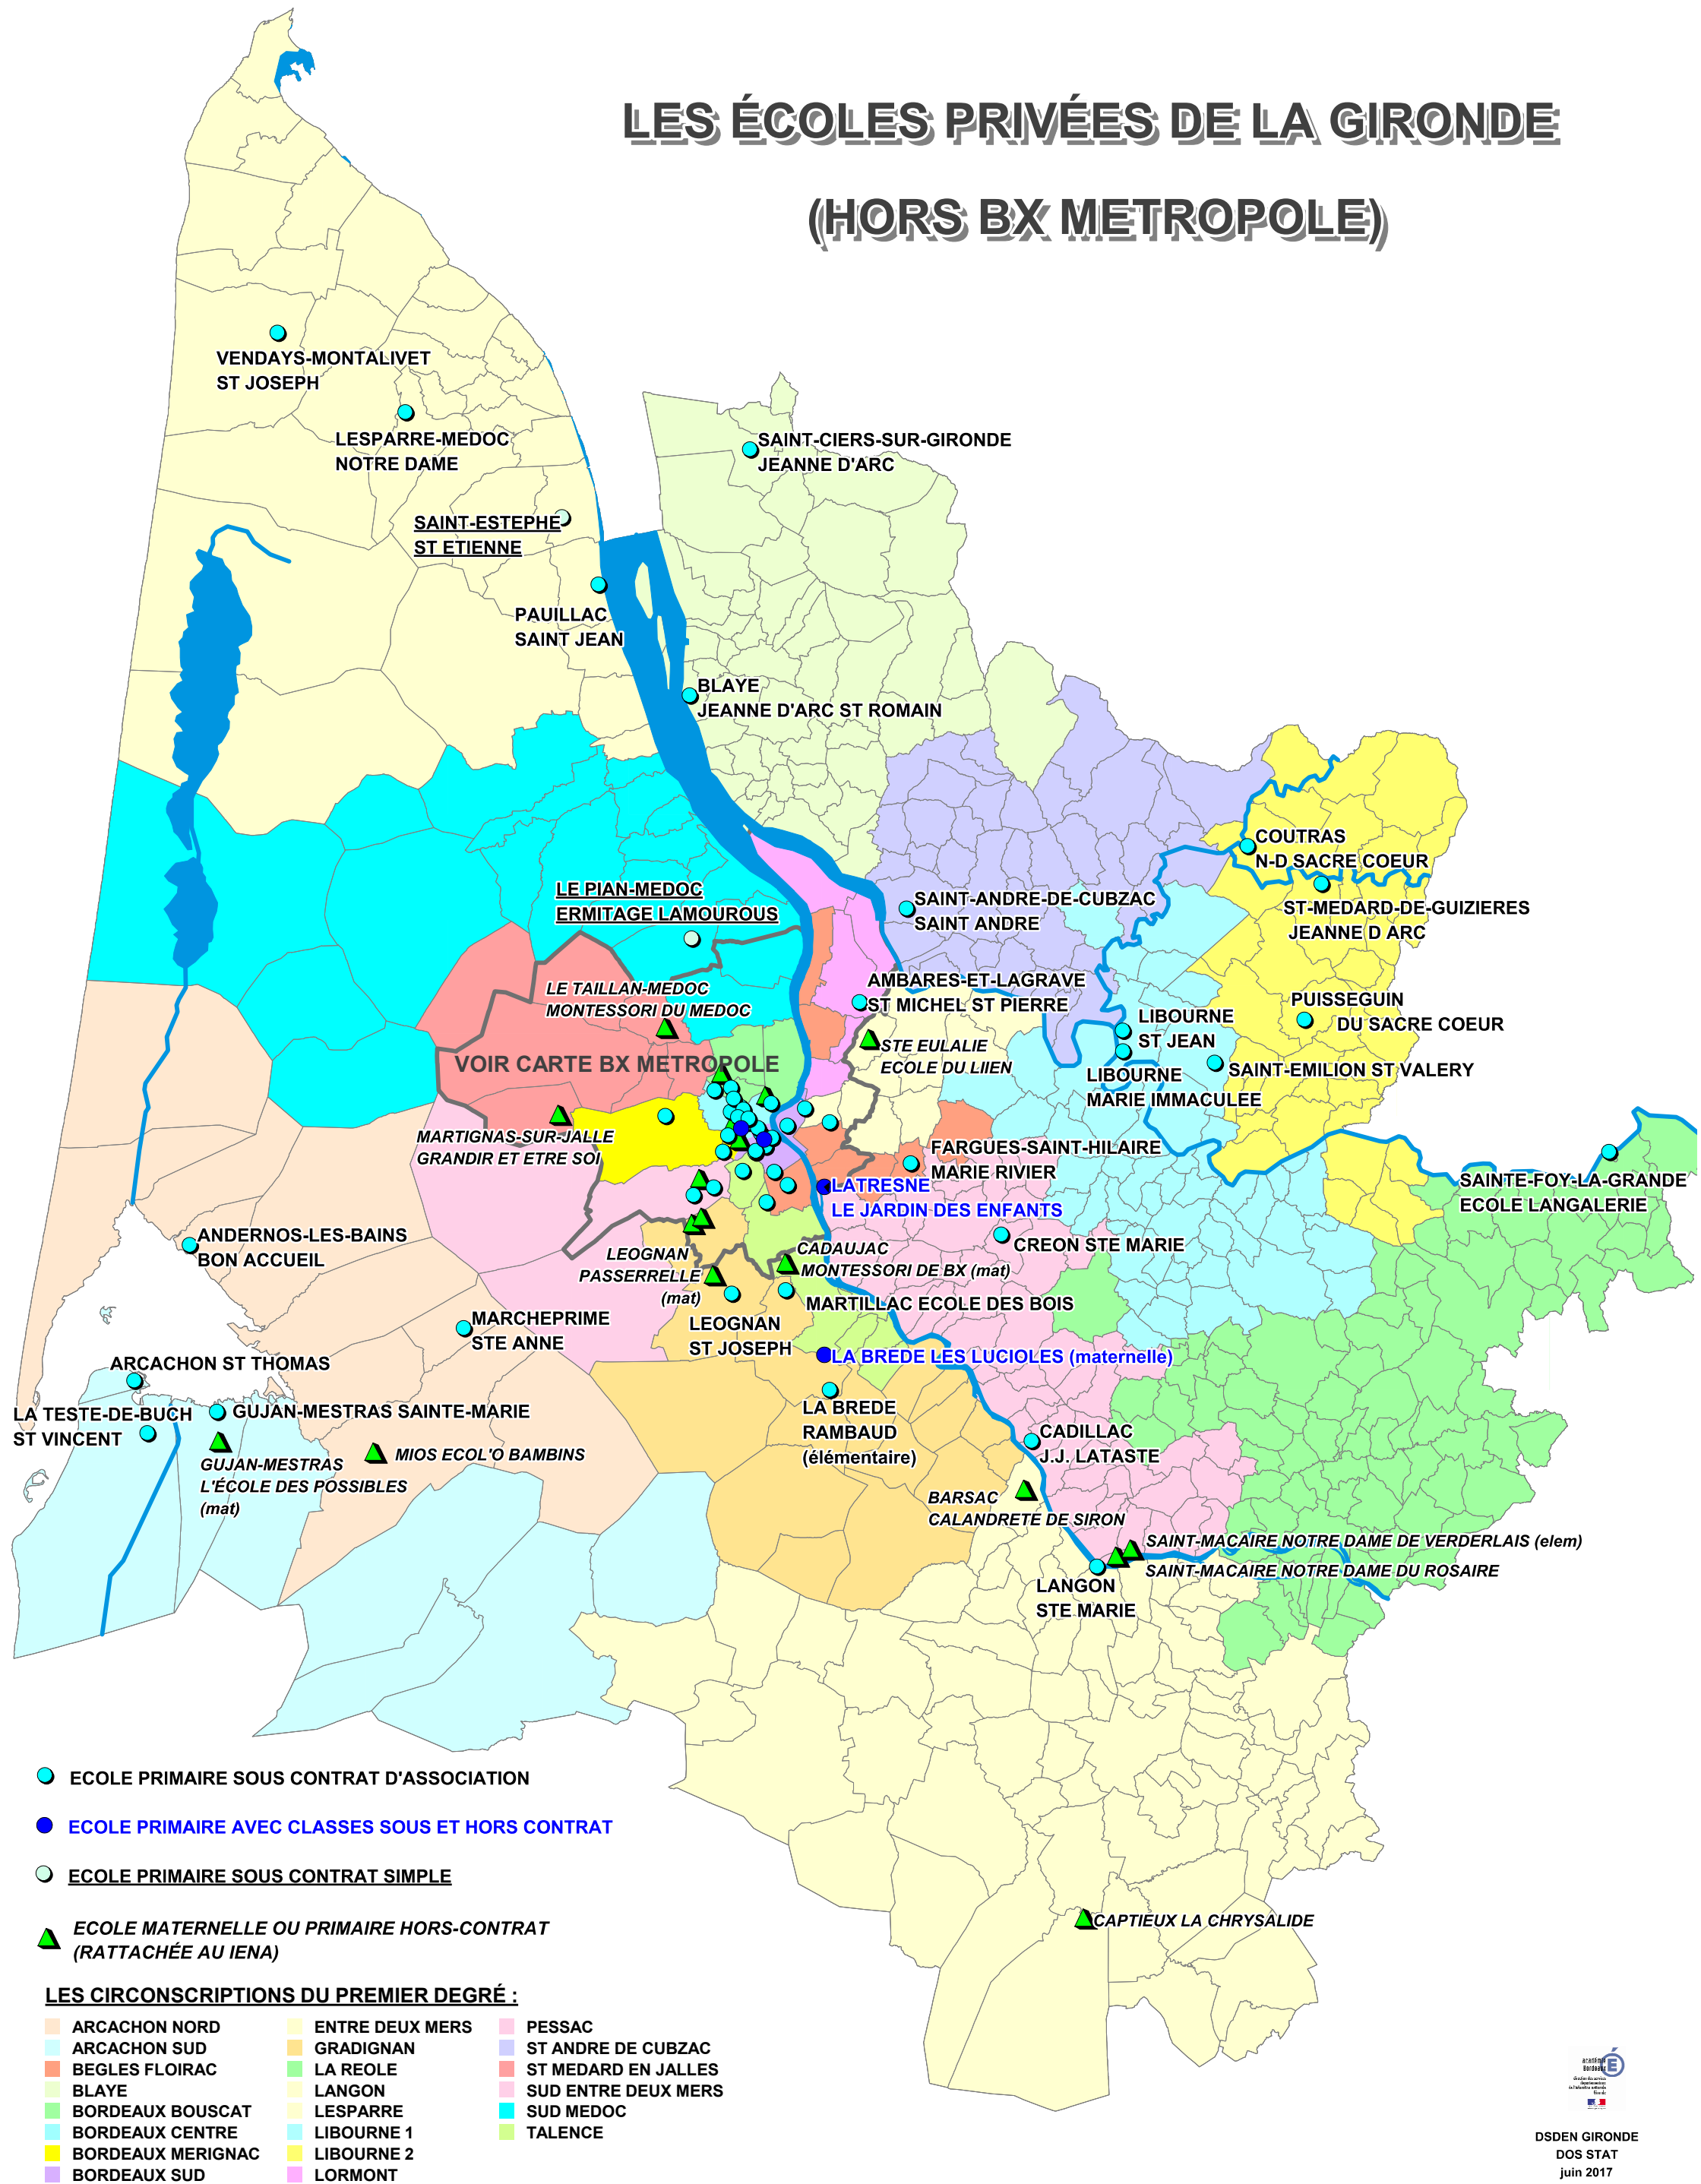 LES ÉCOLES PRIVÉES DE LA GIRONDE
(HORS BX METROPOLE)
VENDAYS-MONTALIVET
ST JOSEPH
LESPARRE-MEDOC
NOTRE DAME
SAINT-CIERS-SUR-GIRONDE
JEANNE D'ARC
SAINT-ESTEPHE
ST ETIENNE
PAUILLAC
SAINT JEAN
BLAYE
JEANNE D'ARC ST ROMAIN
COUTRAS
N-D SACRE COEUR
LE PIAN-MEDOC
ERMITAGE LAMOUROUS
SAINT-ANDRE-DE-CUBZAC
SAINT ANDRE
ST-MEDARD-DE-GUIZIERES
JEANNE D ARC
LE TAILLAN-MEDOC
MONTESSORI DU MEDOC
AMBARES-ET-LAGRAVE
ST MICHEL ST PIERRE
PUISSEGUIN
DU SACRE COEUR
LIBOURNE
ST JEAN
STE EULALIE
ECOLE DU LIIEN
VOIR CARTE BX METROPOLE
LIBOURNE
MARIE IMMACULEE
SAINT-EMILION ST VALERY
MARTIGNAS-SUR-JALLE
GRANDIR ET ETRE SOI
FARGUES-SAINT-HILAIRE
MARIE RIVIER
SAINTE-FOY-LA-GRANDE
ECOLE LANGALERIE
LATRESNE
LE JARDIN DES ENFANTS
ANDERNOS-LES-BAINS
BON ACCUEIL
CREON STE MARIE
LEOGNAN
PASSERRELLE
(mat)
CADAUJAC
MONTESSORI DE BX (mat)
MARTILLAC ECOLE DES BOIS
MARCHEPRIME
STE ANNE
LEOGNAN
ST JOSEPH
LA BREDE LES LUCIOLES (maternelle)
ARCACHON ST THOMAS
LA TESTE-DE-BUCH
ST VINCENT
GUJAN-MESTRAS SAINTE-MARIE
LA BREDE
RAMBAUD
(élémentaire)
CADILLAC
J.J. LATASTE
MIOS ECOL'O BAMBINS
GUJAN-MESTRAS
L'ÉCOLE DES POSSIBLES
(mat)
BARSAC
CALANDRETE DE SIRON
SAINT-MACAIRE NOTRE DAME DE VERDERLAIS (elem)
SAINT-MACAIRE NOTRE DAME DU ROSAIRE
LANGON
STE MARIE
CAPTIEUX LA CHRYSALIDE
ECOLE PRIMAIRE SOUS CONTRAT D'ASSOCIATION
ECOLE PRIMAIRE AVEC CLASSES SOUS ET HORS CONTRAT
ECOLE PRIMAIRE SOUS CONTRAT SIMPLE
ECOLE MATERNELLE OU PRIMAIRE HORS-CONTRAT
(RATTACHÉE AU IENA)
LES CIRCONSCRIPTIONS DU PREMIER DEGRÉ :
ARCACHON NORD
ARCACHON SUD
BEGLES FLOIRAC
BLAYE
BORDEAUX BOUSCAT
BORDEAUX CENTRE
BORDEAUX MERIGNAC
BORDEAUX SUD
ENTRE DEUX MERS
GRADIGNAN
LA REOLE
LANGON
LESPARRE
LIBOURNE 1
LIBOURNE 2
LORMONT
PESSAC
ST ANDRE DE CUBZAC
ST MEDARD EN JALLES
SUD ENTRE DEUX MERS
SUD MEDOC
TALENCE
académie
Bordeaux
DSDEN GIRONDE
DOS STAT
juin 2017